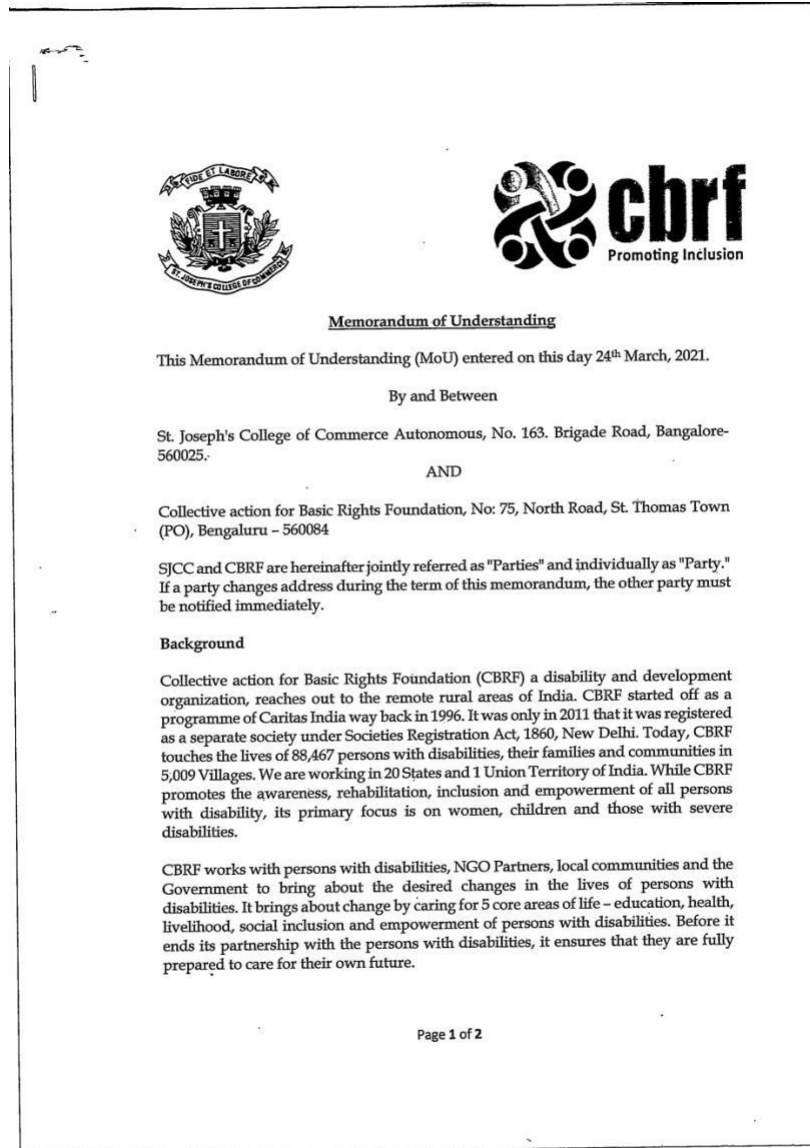 FIDE ET LABORE
ST. JOSEPH'S COLLEGE OF COMMERCE
cbrf
Promoting Inclusion
Memorandum of Understanding
This Memorandum of Understanding (MoU) entered on this day 24th March, 2021.
By and Between
St. Joseph's College of Commerce Autonomous, No. 163. Brigade Road, Bangalore-
560025.
AND
Collective action for Basic Rights Foundation, No: 75, North Road, St. Thomas Town
(PO), Bengaluru – 560084
SJCC and CBRF are hereinafter jointly referred as "Parties" and individually as "Party."
If a party changes address during the term of this memorandum, the other party must
be notified immediately.
Background
Collective action for Basic Rights Foundation (CBRF) a disability and development
organization, reaches out to the remote rural areas of India. CBRF started off as a
programme of Caritas India way back in 1996. It was only in 2011 that it was registered
as a separate society under Societies Registration Act, 1860, New Delhi. Today, CBRF
touches the lives of 88,467 persons with disabilities, their families and communities in
5,009 Villages. We are working in 20 States and 1 Union Territory of India. While CBRF
promotes the awareness, rehabilitation, inclusion and empowerment of all persons
with disability, its primary focus is on women, children and those with severe
disabilities.
CBRF works with persons with disabilities, NGO Partners, local communities and the
Government to bring about the desired changes in the lives of persons with
disabilities. It brings about change by caring for 5 core areas of life – education, health,
livelihood, social inclusion and empowerment of persons with disabilities. Before it
ends its partnership with the persons with disabilities, it ensures that they are fully
prepared to care for their own future.
Page 1 of 2